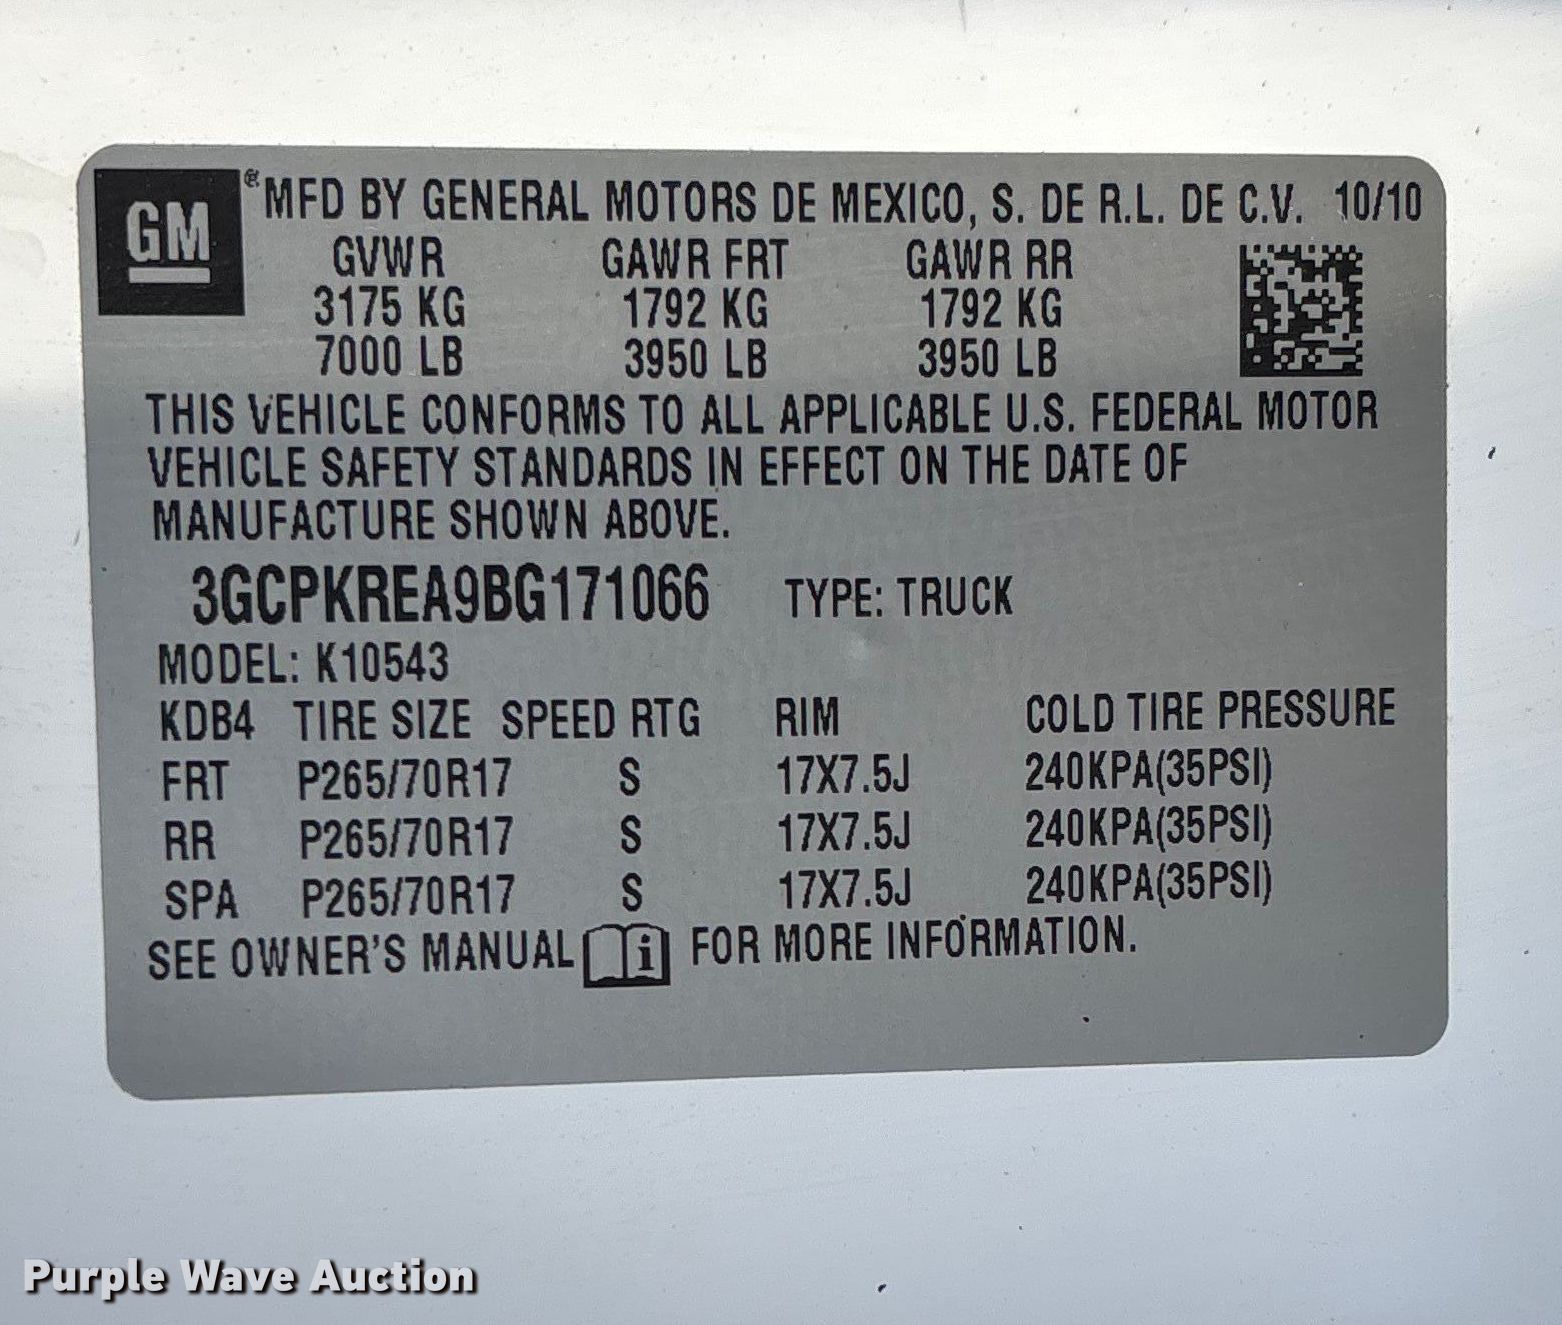 GM ® MFD BY GENERAL MOTORS DE MEXICO, S. DE R.L. DE C.V. 10/10
GVWR GAWR FRT GAWR RR
3175 KG 1792 KG 1792 KG
7000 LB 3950 LB 3950 LB
THIS VEHICLE CONFORMS TO ALL APPLICABLE U.S. FEDERAL MOTOR
VEHICLE SAFETY STANDARDS IN EFFECT ON THE DATE OF
MANUFACTURE SHOWN ABOVE.
3GCPKREA9BG171066 TYPE: TRUCK
MODEL: K10543
KDB4 TIRE SIZE SPEED RTG RIM COLD TIRE PRESSURE
FRT P265/70R17 S 17X7.5J 240KPA(35PSI)
RR P265/70R17 S 17X7.5J 240KPA(35PSI)
SPA P265/70R17 S 17X7.5J 240KPA(35PSI)
SEE OWNER'S MANUAL i FOR MORE INFORMATION.
Purple Wave Auction